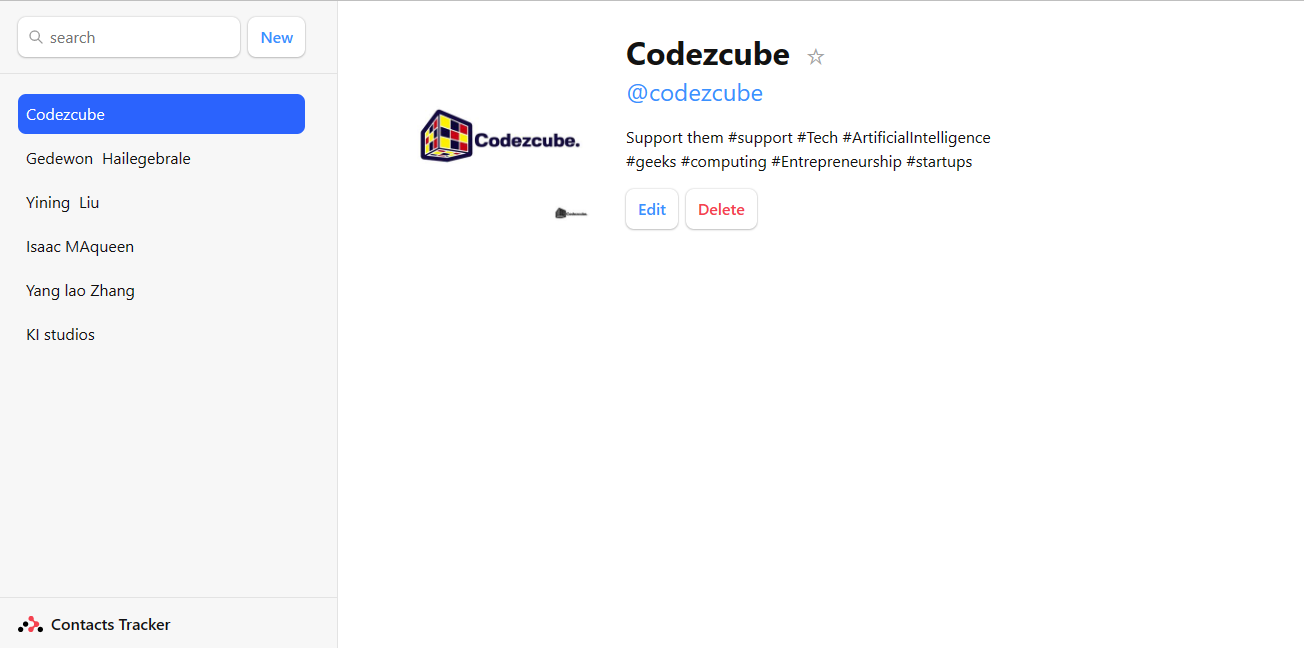 search
New
Codezcube
Gedewon  Hailegebrale
Yining  Liu
Isaac MAqueen
Yang lao Zhang
KI studios
Contacts Tracker
Codezcube.
Codezcube ☆
@codezcube
Support them #support #Tech #ArtificialIntelligence
#geeks #computing #Entrepreneurship #startups
Edit
Delete